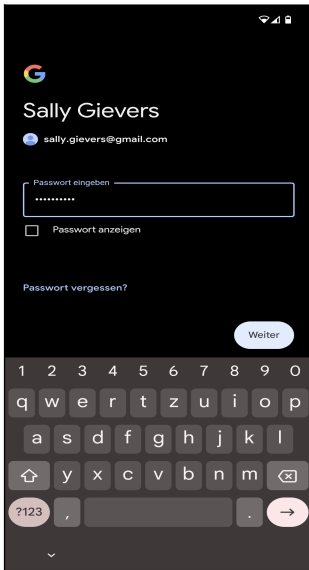 G
Sally Gievers
sally.gievers@gmail.com
Passwort eingeben
••••••••••
Passwort anzeigen
Passwort vergessen?
Weiter
1 2 3 4 5 6 7 8 9 0
q w e r t z u i o p
a s d f g h j k l
y x c v b n m
?123 , .